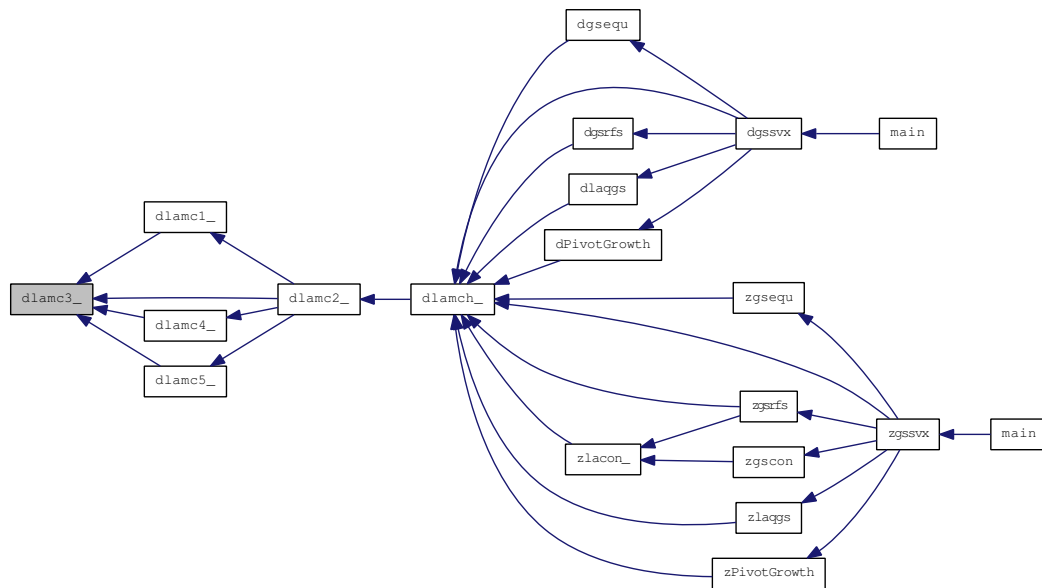 dgsequ
dgsrfs
dgssvx
main
dlaqgs
dlamc1_
dPivotGrowth
dlamc3_
dlamc2_
dlamch_
zgsequ
dlamc4_
dlamc5_
zgsrfs
zgssvx
main
zlacon_
zgscon
zlaqgs
zPivotGrowth